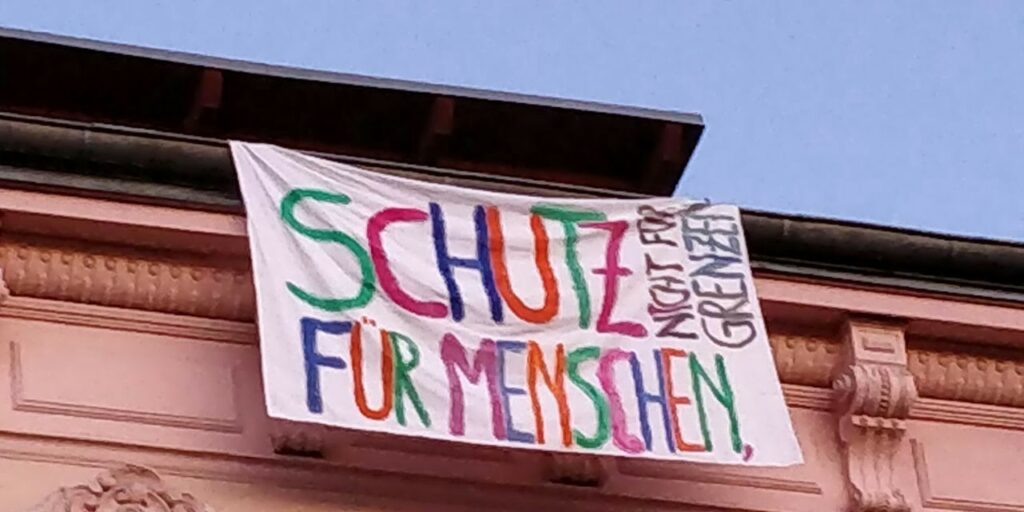 SCHUTZ
FÜR MENSCHEN,
NICHT FÜR
GRENZEN